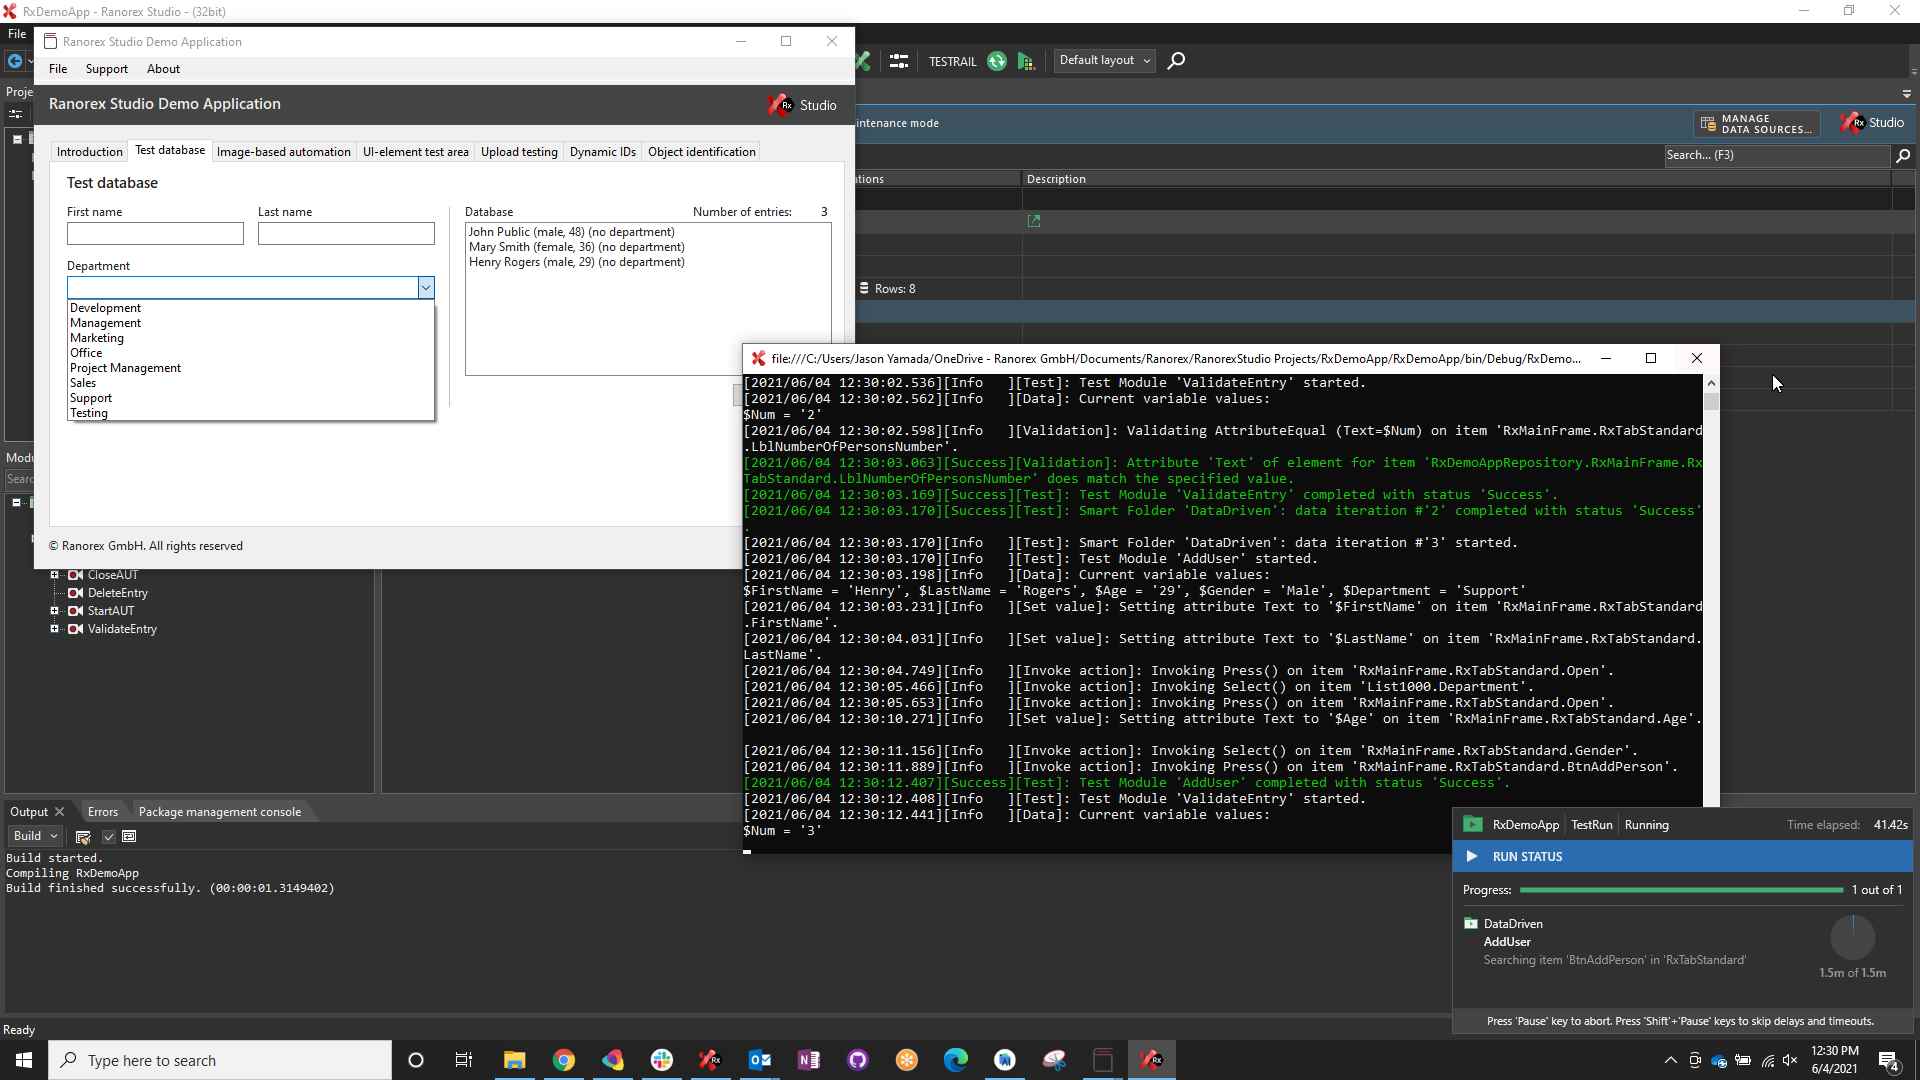 RxDemoApp - Ranorex Studio - (32bit)
File
Ranorex Studio Demo Application
File Support About
Ranorex Studio Demo Application
Rx Studio
TESTRAIL
Default layout
Introduction
Test database
Image-based automation
UI-element test area
Upload testing
Dynamic IDs
Object identification
Test database
First name
Last name
Department
Development
Management
Marketing
Office
Project Management
Sales
Support
Testing
Database
Number of entries: 3
John Public (male, 48) (no department)
Mary Smith (female, 36) (no department)
Henry Rogers (male, 29) (no department)
© Ranorex GmbH. All rights reserved
Proje
intenance mode
MANAGE
DATA SOURCES...
Rx Studio
Search... (F3)
Description
Rows: 8
Modu
Searc
CloseAUT
DeleteEntry
StartAUT
ValidateEntry
file:///C:/Users/Jason Yamada/OneDrive - Ranorex GmbH/Documents/Ranorex/RanorexStudio Projects/RxDemoApp/RxDemoApp/bin/Debug/RxDemo...
[2021/06/04 12:30:02.536][Info   ][Test]: Test Module 'ValidateEntry' started.
[2021/06/04 12:30:02.562][Info   ][Data]: Current variable values:
$Num = '2'
[2021/06/04 12:30:02.598][Info   ][Validation]: Validating AttributeEqual (Text=$Num) on item 'RxMainFrame.RxTabStandard
.LblNumberOfPersonsNumber'.
[2021/06/04 12:30:03.063][Success][Validation]: Attribute 'Text' of element for item 'RxDemoAppRepository.RxMainFrame.Rx
TabStandard.LblNumberOfPersonsNumber' does match the specified value.
[2021/06/04 12:30:03.169][Success][Test]: Test Module 'ValidateEntry' completed with status 'Success'.
[2021/06/04 12:30:03.170][Success][Test]: Smart Folder 'DataDriven': data iteration #'2' completed with status 'Success'
.
[2021/06/04 12:30:03.170][Info   ][Test]: Smart Folder 'DataDriven': data iteration #'3' started.
[2021/06/04 12:30:03.170][Info   ][Test]: Test Module 'AddUser' started.
[2021/06/04 12:30:03.198][Info   ][Data]: Current variable values:
$FirstName = 'Henry', $LastName = 'Rogers', $Age = '29', $Gender = 'Male', $Department = 'Support'
[2021/06/04 12:30:03.231][Info   ][Set value]: Setting attribute Text to '$FirstName' on item 'RxMainFrame.RxTabStandard
.FirstName'.
[2021/06/04 12:30:04.031][Info   ][Set value]: Setting attribute Text to '$LastName' on item 'RxMainFrame.RxTabStandard.
LastName'.
[2021/06/04 12:30:04.749][Info   ][Invoke action]: Invoking Press() on item 'RxMainFrame.RxTabStandard.Open'.
[2021/06/04 12:30:05.466][Info   ][Invoke action]: Invoking Select() on item 'List1000.Department'.
[2021/06/04 12:30:05.653][Info   ][Invoke action]: Invoking Press() on item 'RxMainFrame.RxTabStandard.Open'.
[2021/06/04 12:30:10.271][Info   ][Set value]: Setting attribute Text to '$Age' on item 'RxMainFrame.RxTabStandard.Age'.
[2021/06/04 12:30:11.156][Info   ][Invoke action]: Invoking Select() on item 'RxMainFrame.RxTabStandard.Gender'.
[2021/06/04 12:30:11.889][Info   ][Invoke action]: Invoking Press() on item 'RxMainFrame.RxTabStandard.BtnAddPerson'.
[2021/06/04 12:30:12.407][Success][Test]: Test Module 'AddUser' completed with status 'Success'.
[2021/06/04 12:30:12.408][Info   ][Test]: Test Module 'ValidateEntry' started.
[2021/06/04 12:30:12.441][Info   ][Data]: Current variable values:
$Num = '3'
Output
Errors
Package management console
Build
Build started.
Compiling RxDemoApp
Build finished successfully. (00:00:01.3149402)
RxDemoApp TestRun Running
Time elapsed: 41.42s
RUN STATUS
Progress: 1 out of 1
DataDriven
AddUser
Searching item 'BtnAddPerson' in 'RxTabStandard'
1.5m of 1.5m
Press 'Pause' key to abort. Press 'Shift'+'Pause' keys to skip delays and timeouts.
Ready
Type here to search
12:30 PM
6/4/2021
4